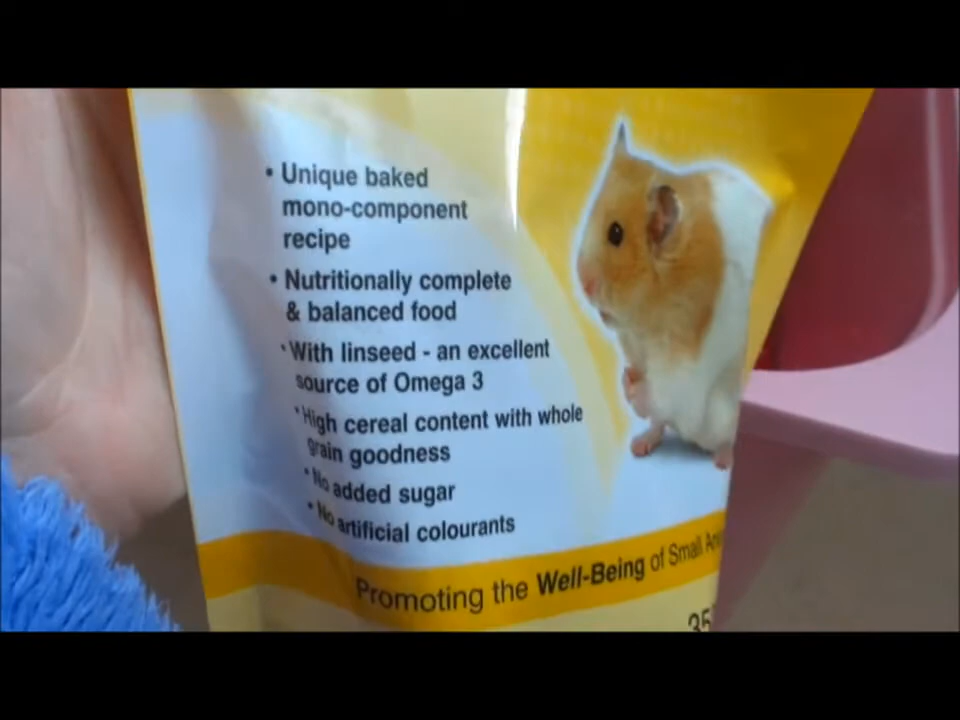 • Unique baked
mono-component
recipe
• Nutritionally complete
& balanced food
• With linseed - an excellent
source of Omega 3
• High cereal content with whole
grain goodness
• No added sugar
• No artificial colourants
Promoting the Well-Being of Small